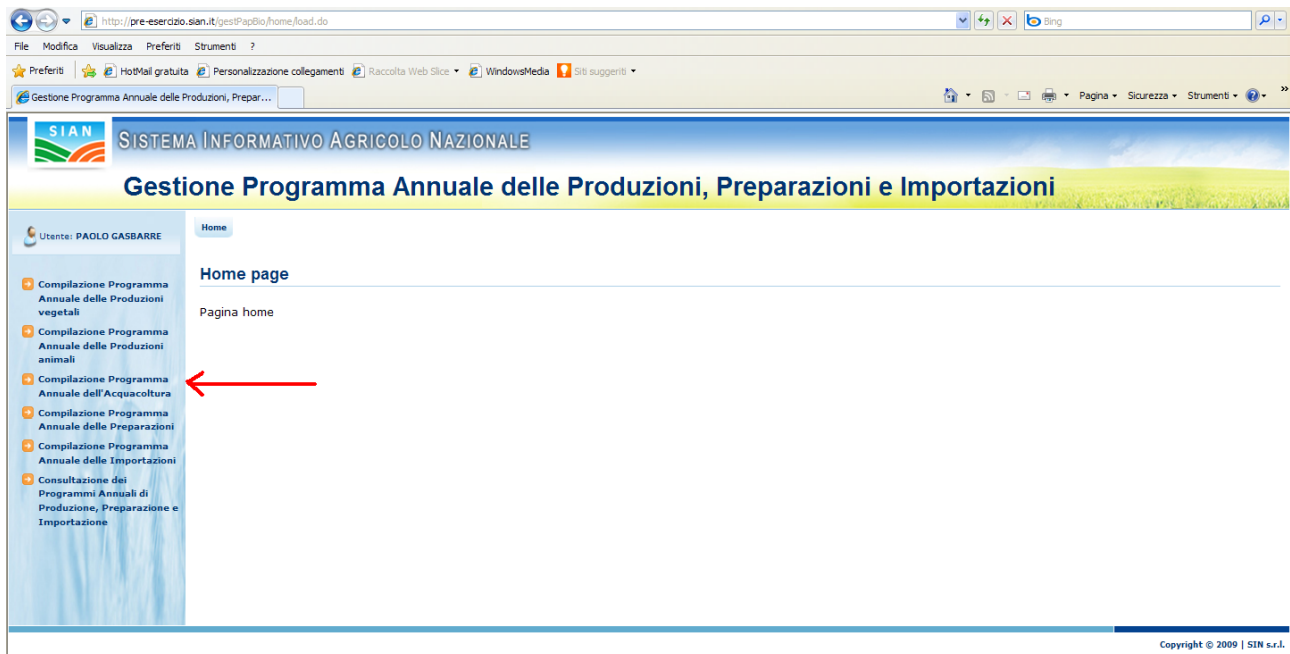 http://pre-esercizio.sian.it/gestPapBio/home/load.do
Bing
File Modifica Visualizza Preferiti Strumenti ?
Preferiti HotMail gratuita Personalizzazione collegamenti Raccolta Web Slice WindowsMedia Siti suggeriti
Gestione Programma Annuale delle Produzioni, Prepar...
Pagina Sicurezza Strumenti »
SIAN
SISTEMA INFORMATIVO AGRICOLO NAZIONALE
Gestione Programma Annuale delle Produzioni, Preparazioni e Importazioni
Utente: PAOLO GASBARRE
Home
Home page
Pagina home
Compilazione Programma
Annuale delle Produzioni
vegetali
Compilazione Programma
Annuale delle Produzioni
animali
Compilazione Programma
Annuale dell'Acquacoltura
Compilazione Programma
Annuale delle Preparazioni
Compilazione Programma
Annuale delle Importazioni
Consultazione dei
Programmi Annuali di
Produzione, Preparazione e
Importazione
Copyright © 2009 | SIN s.r.l.